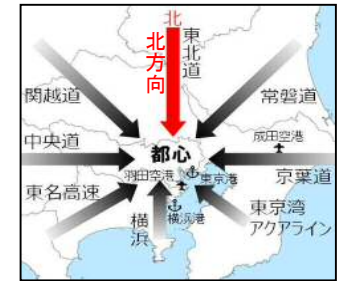 北
北方向
東北道
関越道
常磐道
成田空港
中央道
都心
羽田空港
東京港
京葉道
東名高速
横浜港
東京湾
アクアライン
横浜